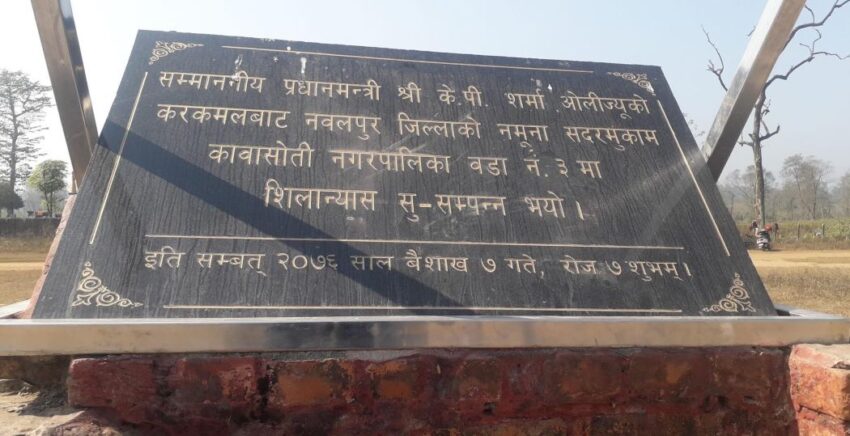 सम्माननीय प्रधानमन्त्री श्री के.पी. शर्मा ओलीज्यूको
करकमलबाट नवलपुर जिल्लाको नमूना सदरमुकाम
कावासोती नगरपालिका वडा नं. ३ मा
शिलान्यास सु-सम्पन्न भयो ।
इति सम्बत् २०७६ साल बैशाख ७ गते, रोज ७ शुभम् ।